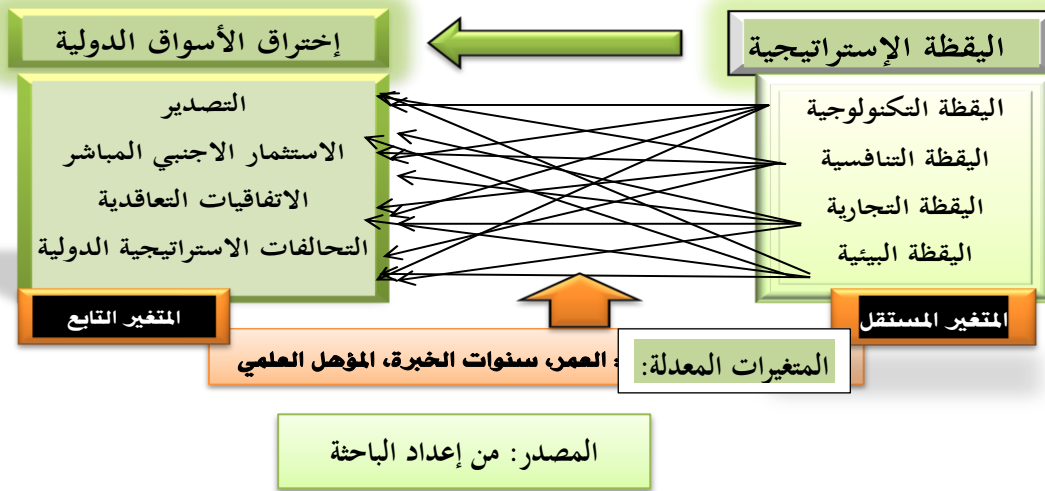 اليقظة الإستراتيجية
إختراق الأسواق الدولية
اليقظة التكنولوجية
اليقظة التنافسية
اليقظة التجارية
اليقظة البيئية
التصدير
الاستثمار الاجنبي المباشر
الاتفاقيات التعاقدية
التحالفات الاستراتيجية الدولية
المتغير المستقل
المتغير التابع
المتغيرات المعدلة: العمر، سنوات الخبرة، المؤهل العلمي
المصدر: من إعداد الباحثة